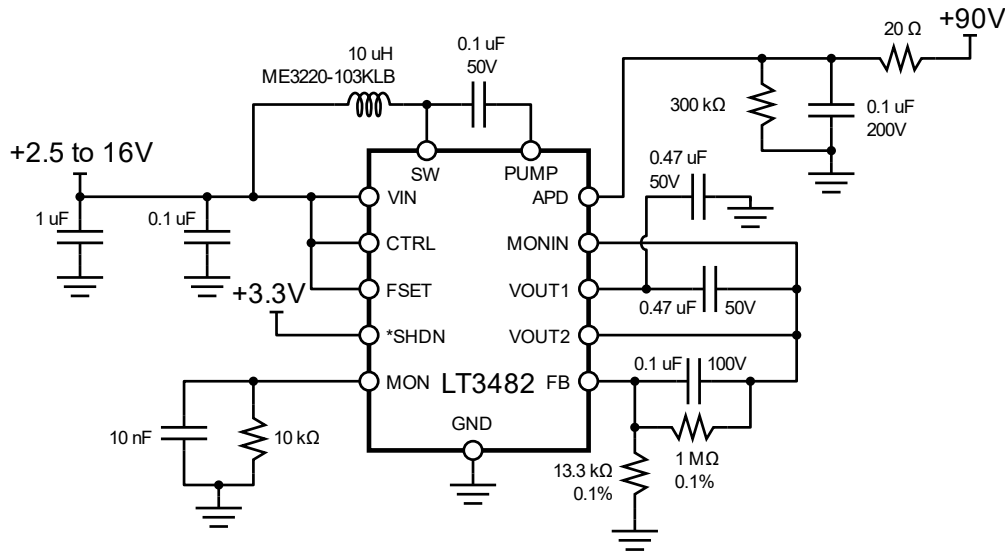 +90V
20 Ω
10 uH
ME3220-103KLB
0.1 uF
50V
300 kΩ
0.1 uF
200V
+2.5 to 16V
SW
PUMP
0.47 uF
50V
VIN
APD
1 uF
0.1 uF
CTRL
MONIN
+3.3V
FSET
VOUT1
0.47 uF
50V
*SHDN
VOUT2
0.1 uF
100V
MON
LT3482
FB
GND
10 nF
10 kΩ
13.3 kΩ
0.1%
1 MΩ
0.1%